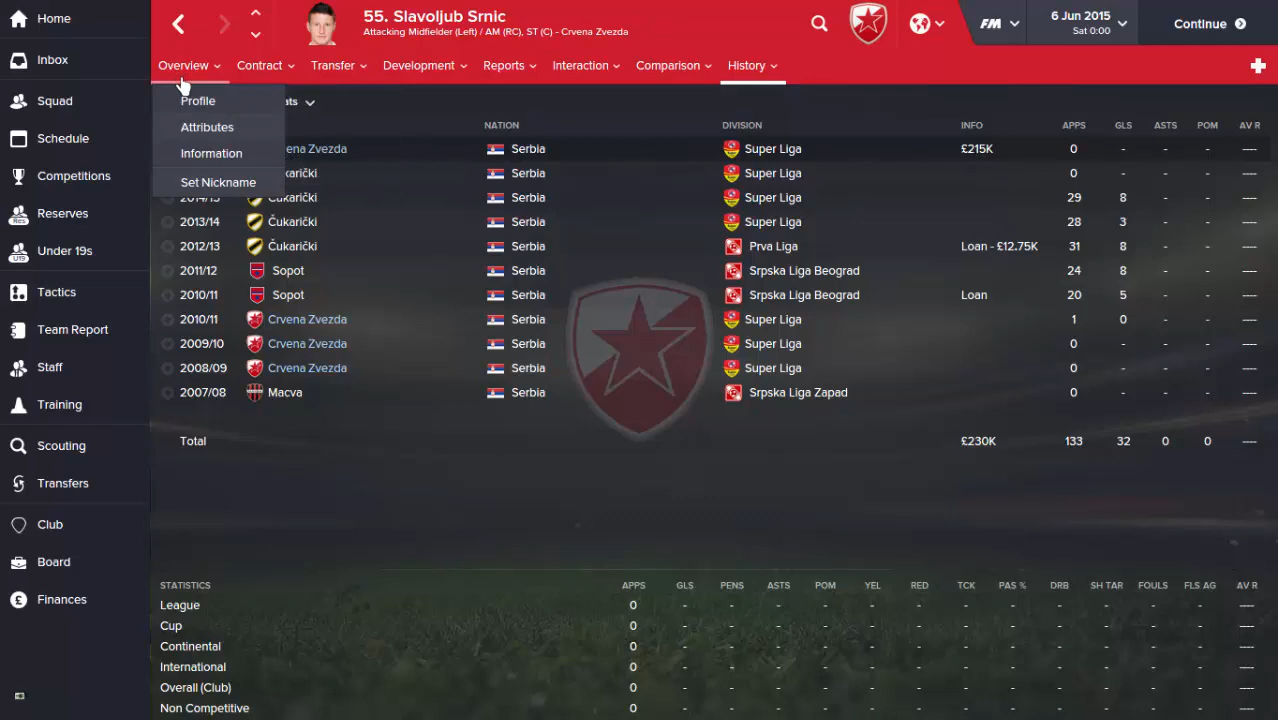 Home
Inbox
Squad
Schedule
Competitions
Reserves
Under 19s
Tactics
Team Report
Staff
Training
Scouting
Transfers
Club
Board
Finances
55. Slavoljub Srnic
Attacking Midfielder (Left) / AM (RC), ST (C) - Crvena Zvezda
FM
6 Jun 2015
Sat 0:00
Continue
Overview Contract Transfer Development Reports Interaction Comparison History
Profile
Attributes
Information
Set Nickname
NATION DIVISION INFO APPS GLS ASTS POM AV R
Serbia Super Liga £215K 0 - - - ----
Serbia Super Liga 0 - - - ----
2014/15 Čukarički Serbia Super Liga 29 8 - - ----
2013/14 Čukarički Serbia Super Liga 28 3 - - ----
2012/13 Čukarički Serbia Prva Liga Loan - £12.75K 31 8 - - ----
2011/12 Sopot Serbia Srpska Liga Beograd 24 8 - - ----
2010/11 Sopot Serbia Srpska Liga Beograd Loan 20 5 - - ----
2010/11 Crvena Zvezda Serbia Super Liga 1 0 - - ----
2009/10 Crvena Zvezda Serbia Super Liga 0 - - - ----
2008/09 Crvena Zvezda Serbia Super Liga 0 - - - ----
2007/08 Macva Serbia Srpska Liga Zapad 0 - - - ----
Total £230K 133 32 0 0 ----
STATISTICS APPS GLS PENS ASTS POM YEL RED TCK PAS % DRB SH TAR FOULS FLS AG AV R
League 0 - - - - - - - - - - - - ----
Cup 0 - - - - - - - - - - - - ----
Continental 0 - - - - - - - - - - - - ----
International 0 - - - - - - - - - - - - ----
Overall (Club) 0 - - - - - - - - - - - - ----
Non Competitive 0 - - - - - - - - - - - - ----